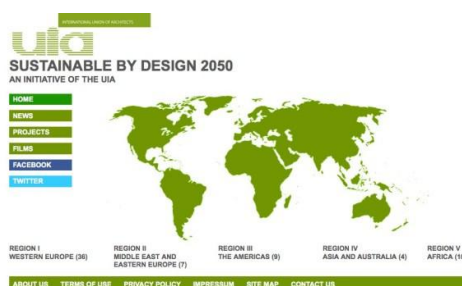 INTERNATIONAL UNION OF ARCHITECTS
uia
SUSTAINABLE BY DESIGN 2050
AN INITIATIVE OF THE UIA
HOME
NEWS
PROJECTS
FILMS
FACEBOOK
TWITTER
REGION I
WESTERN EUROPE (36)
REGION II
MIDDLE EAST AND
EASTERN EUROPE (7)
REGION III
THE AMERICAS (9)
REGION IV
ASIA AND AUSTRALIA (4)
REGION V
AFRICA
ABOUT US TERMS OF USE PRIVACY POLICY IMPRESSUM SITE MAP CONTACT US